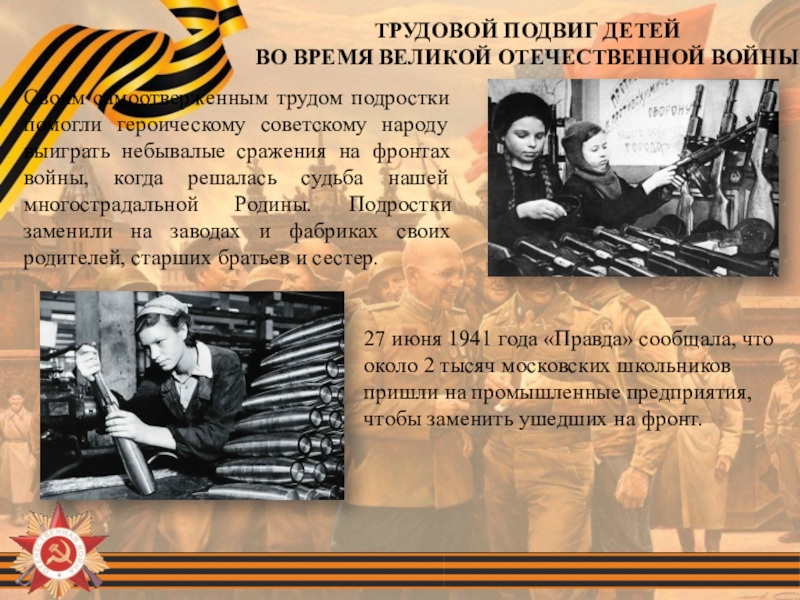 ТРУДОВОЙ ПОДВИГ ДЕТЕЙ
ВО ВРЕМЯ ВЕЛИКОЙ ОТЕЧЕСТВЕННОЙ ВОЙНЫ
Своим самоотверженным трудом подростки
помогли героическому советскому народу
выиграть небывалые сражения на фронтах
войны, когда решалась судьба нашей
многострадальной Родины. Подростки
заменили на заводах и фабриках своих
родителей, старших братьев и сестер.
оборону
города
27 июня 1941 года «Правда» сообщала, что
около 2 тысяч московских школьников
пришли на промышленные предприятия,
чтобы заменить ушедших на фронт.